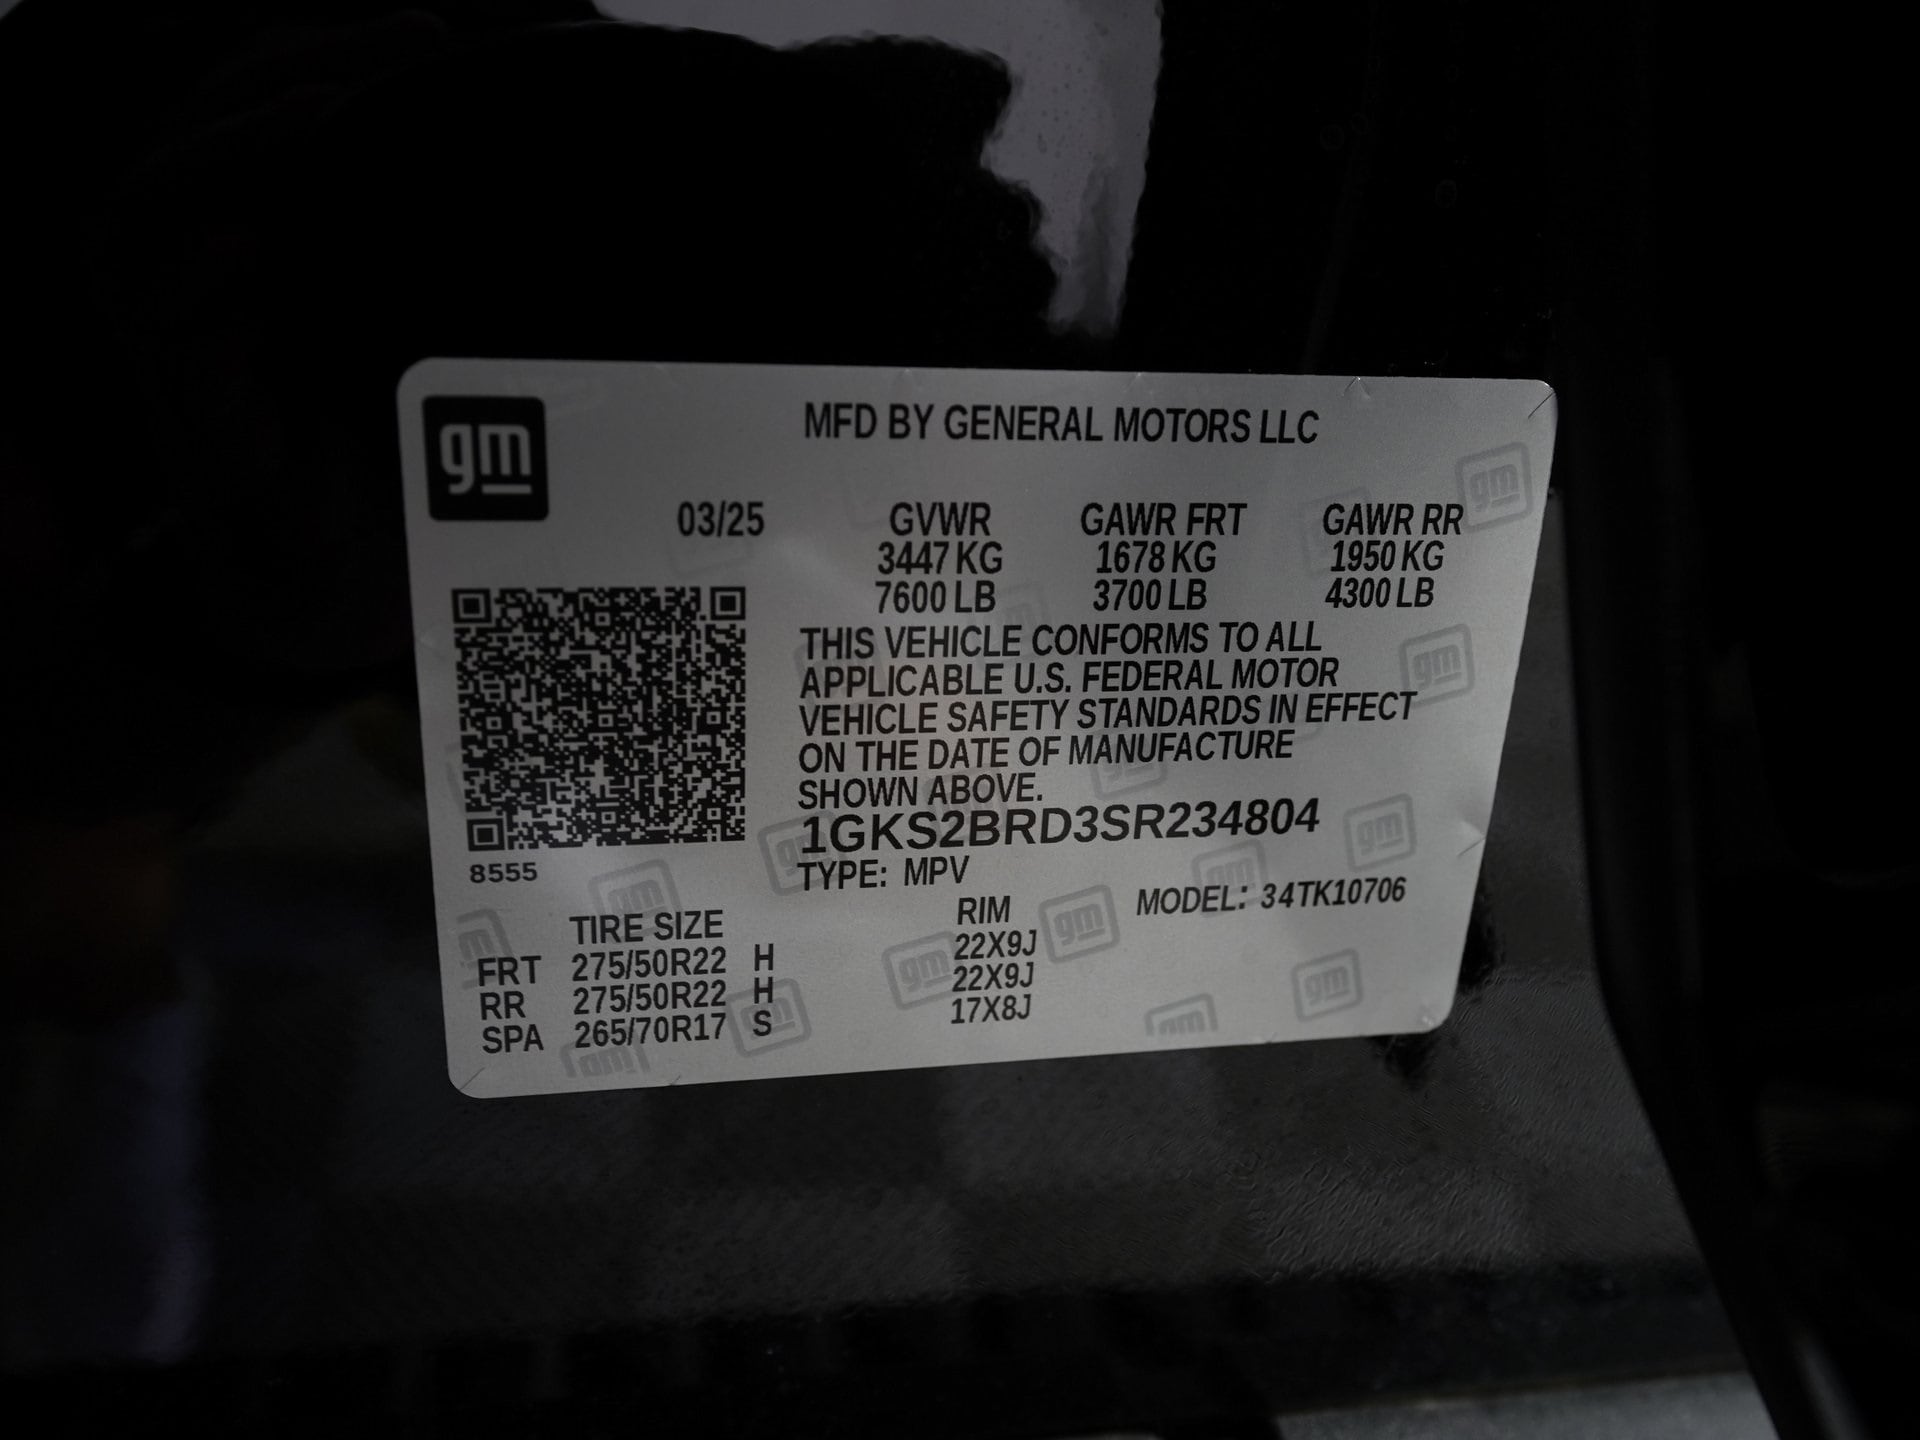 gm
MFD BY GENERAL MOTORS LLC
03/25 GVWR GAWR FRT GAWR RR
3447 KG 1678 KG 1950 KG
7600 LB 3700 LB 4300 LB
THIS VEHICLE CONFORMS TO ALL
APPLICABLE U.S. FEDERAL MOTOR
VEHICLE SAFETY STANDARDS IN EFFECT
ON THE DATE OF MANUFACTURE
SHOWN ABOVE.
1GKS2BRD3SR234804
8555
TYPE: MPV
MODEL: 34TK10706
TIRE SIZE RIM
FRT 275/50R22 H 22X9J
RR 275/50R22 H 22X9J
SPA 265/70R17 S 17X8J